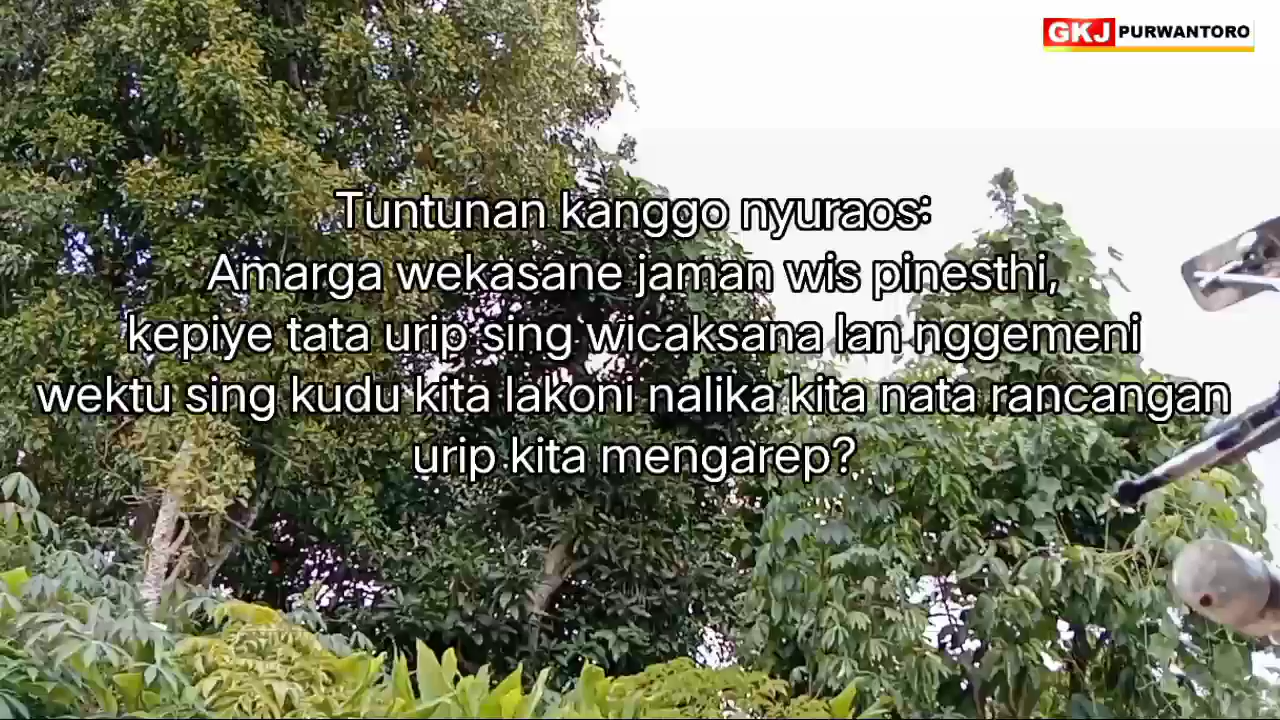 GKJ PURWANTORO
Tuntunan kanggo nyuraos:
Amarga wekasane jaman wis pinesthi,
kepiye tata urip sing wicaksana lan nggemeni
wektu sing kudu kita lakoni nalika kita nata rancangan
urip kita mengarep?